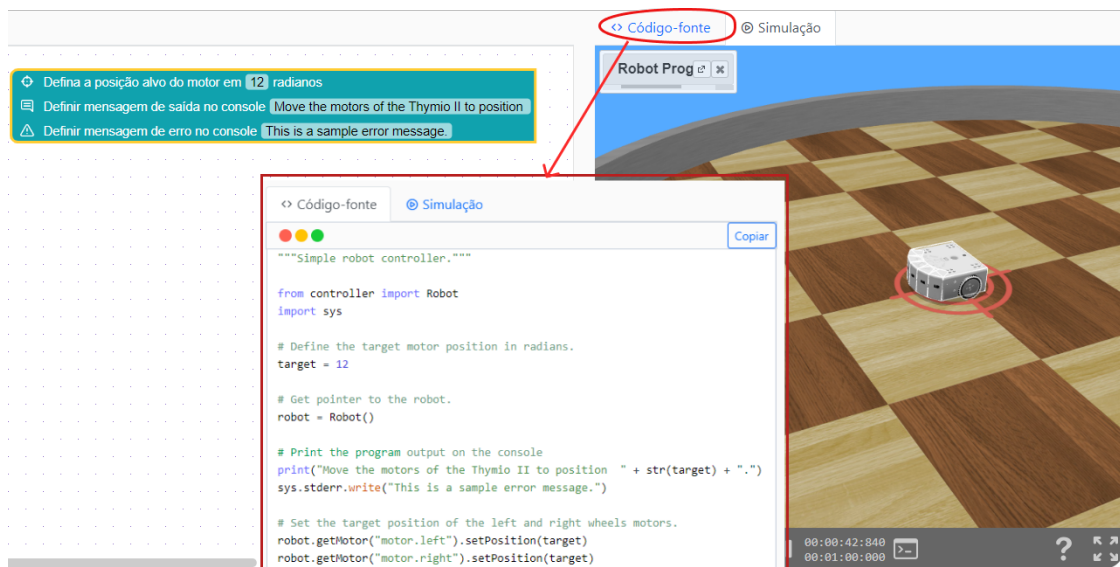 Código-fonte
Simulação
Defina a posição alvo do motor em 12 radianos
Definir mensagem de saída no console Move the motors of the Thymio II to position
Definir mensagem de erro no console This is a sample error message.
Robot Prog
<> Código-fonte
Simulação
Copiar
"""Simple robot controller."""
from controller import Robot
import sys
# Define the target motor position in radians.
target = 12
# Get pointer to the robot.
robot = Robot()
# Print the program output on the console
print("Move the motors of the Thymio II to position  " + str(target) + ".")
sys.stderr.write("This is a sample error message.")
# Set the target position of the left and right wheels motors.
robot.getMotor("motor.left").setPosition(target)
robot.getMotor("motor.right").setPosition(target)
00:00:42:840
00:01:00:000
?